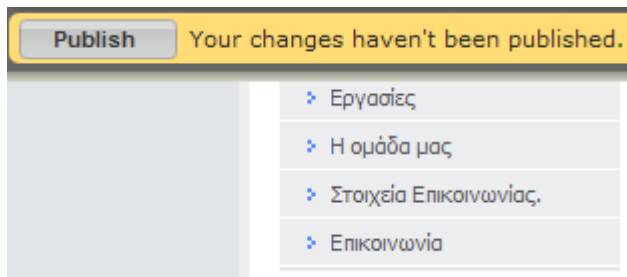 Publish Your changes haven't been published.
Εργασίες
Η ομάδα μας
Στοιχεία Επικοινωνίας.
Επικοινωνία